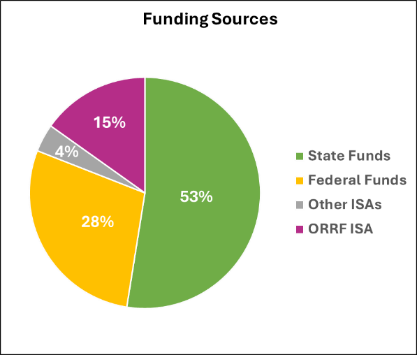 Funding Sources
15%
4%
53%
28%
State Funds
Federal Funds
Other ISAs
ORRF ISA